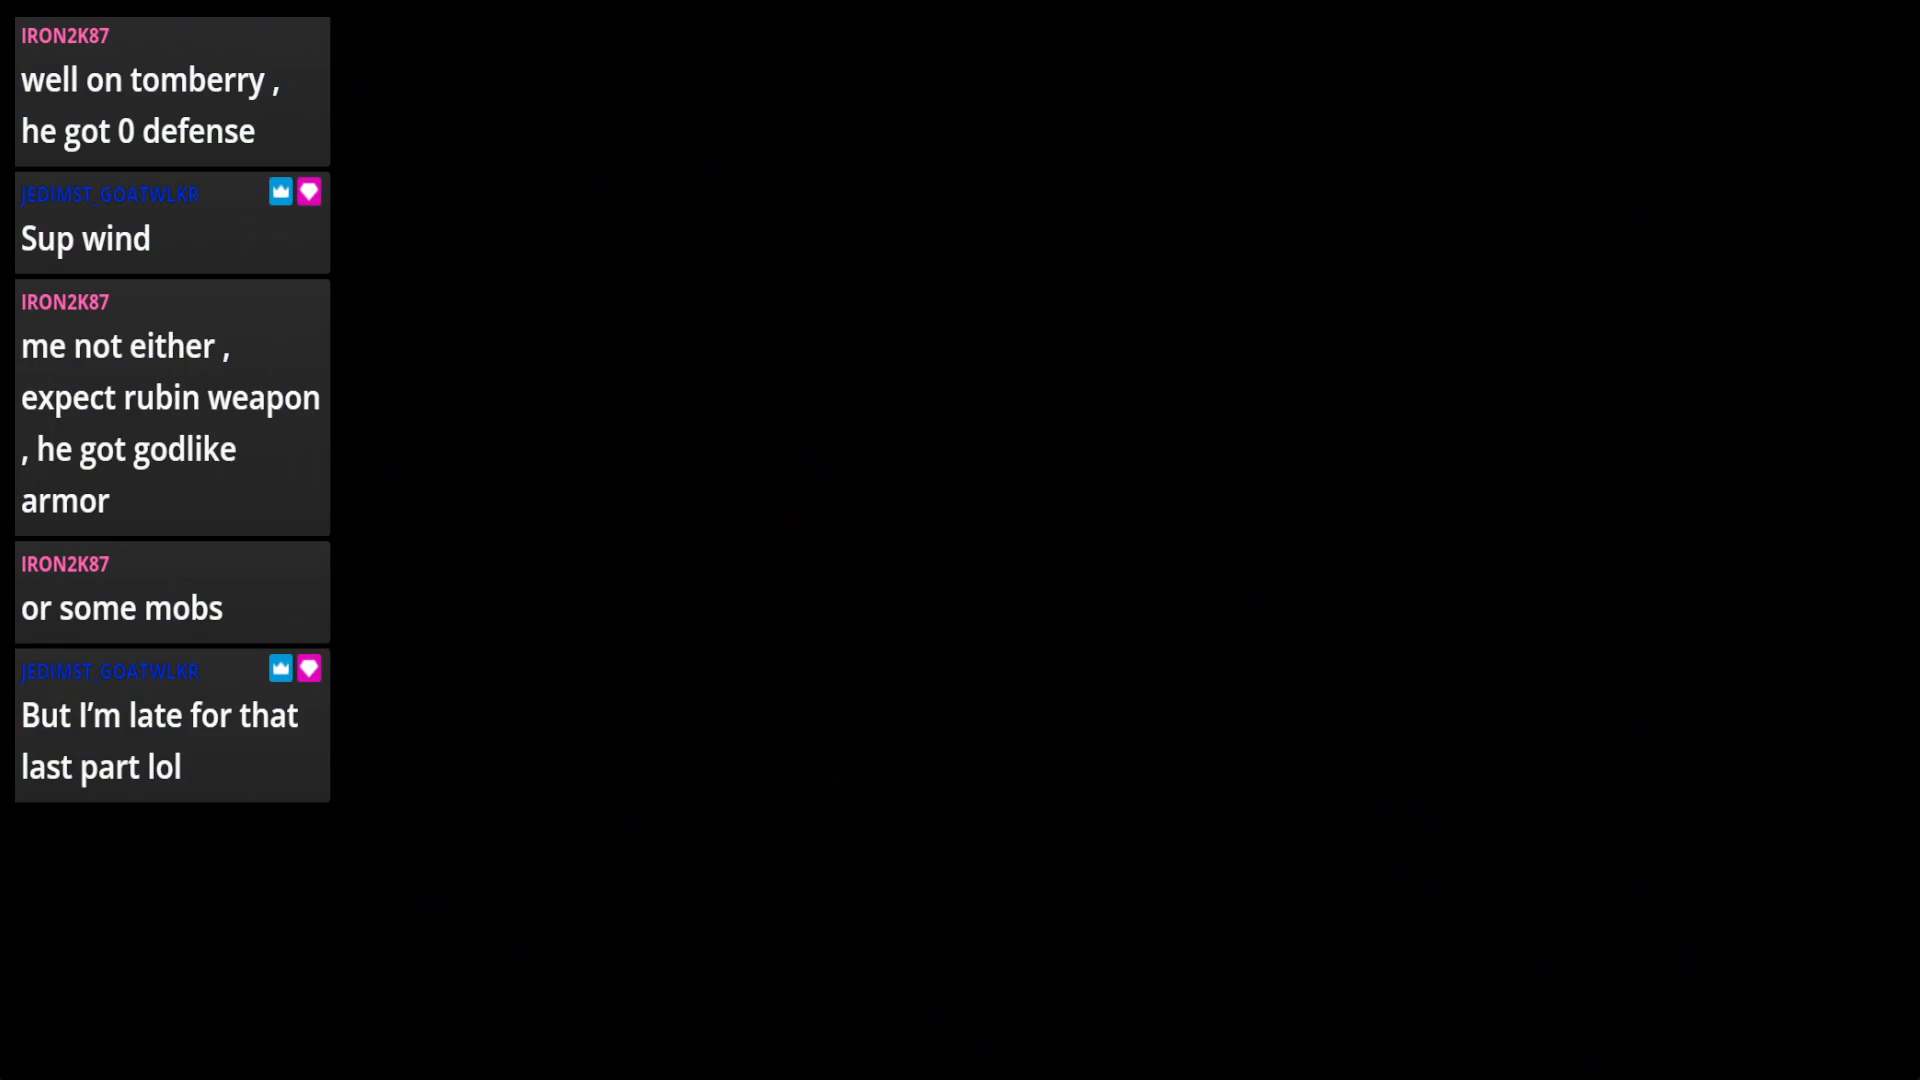 IRON2K87
well on tomberry ,
he got 0 defense
JEDIMST_GOATWLKR
Sup wind
IRON2K87
me not either ,
expect rubin weapon
, he got godlike
armor
IRON2K87
or some mobs
JEDIMST_GOATWLKR
But I’m late for that
last part lol